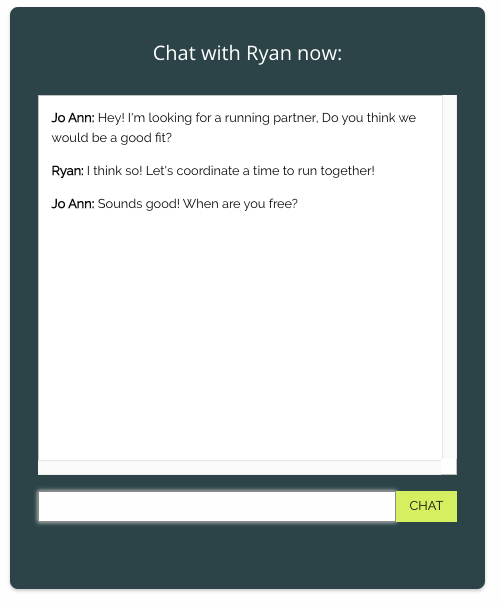 Chat with Ryan now:
Jo Ann: Hey! I'm looking for a running partner, Do you think we
would be a good fit?
Ryan: I think so! Let's coordinate a time to run together!
Jo Ann: Sounds good! When are you free?
CHAT